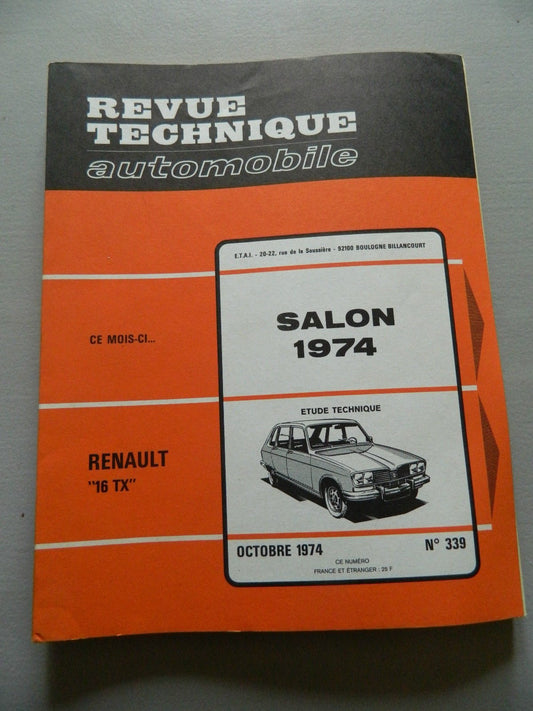 REVUE
TECHNIQUE
automobile
E.T.A.I. - 20-22, rue de la Saussière - 92100 BOULOGNE BILLANCOURT
CE MOIS-CI...
SALON
1974
ETUDE TECHNIQUE
RENAULT
"16 TX"
OCTOBRE 1974
N° 339
CE NUMÉRO
FRANCE ET ÉTRANGER : 25 F